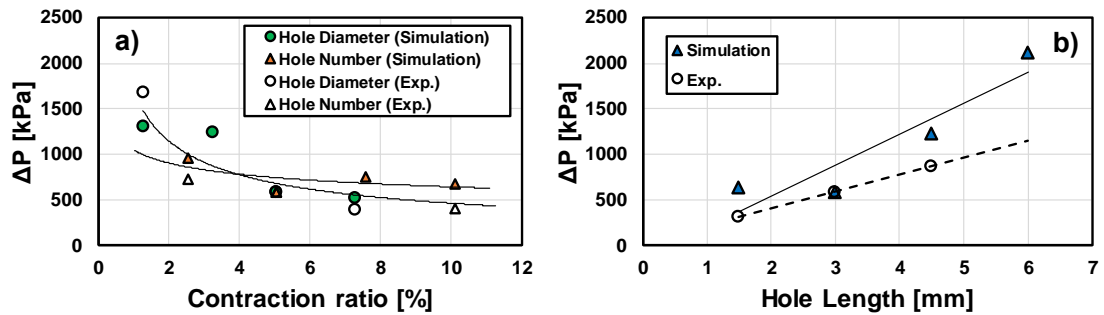 a)
Hole Diameter (Simulation)
Hole Number (Simulation)
Hole Diameter (Exp.)
Hole Number (Exp.)
ΔP [kPa]
2500
2000
1500
1000
500
0
0 2 4 6 8 10 12
Contraction ratio [%]
b)
Simulation
Exp.
ΔP [kPa]
2500
2000
1500
1000
500
0
0 1 2 3 4 5 6 7
Hole Length [mm]